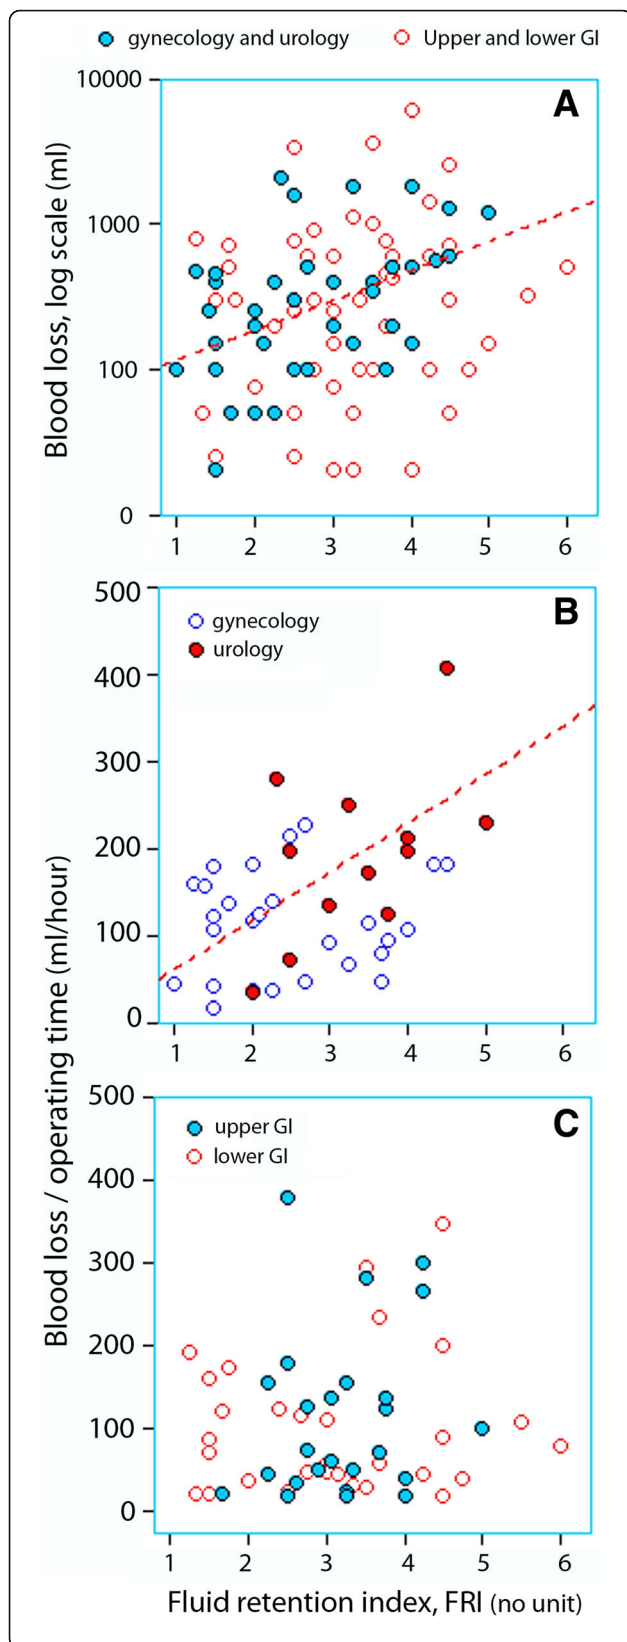 gynecology and urology Upper and lower GI
A
10000
1000
100
0
1 2 3 4 5 6
Blood loss, log scale (ml)
B
gynecology
urology
500
400
300
200
100
0
1 2 3 4 5 6
Blood loss / operating time (ml/hour)
C
upper GI
lower GI
500
400
300
200
100
0
1 2 3 4 5 6
Fluid retention index, FRI (no unit)